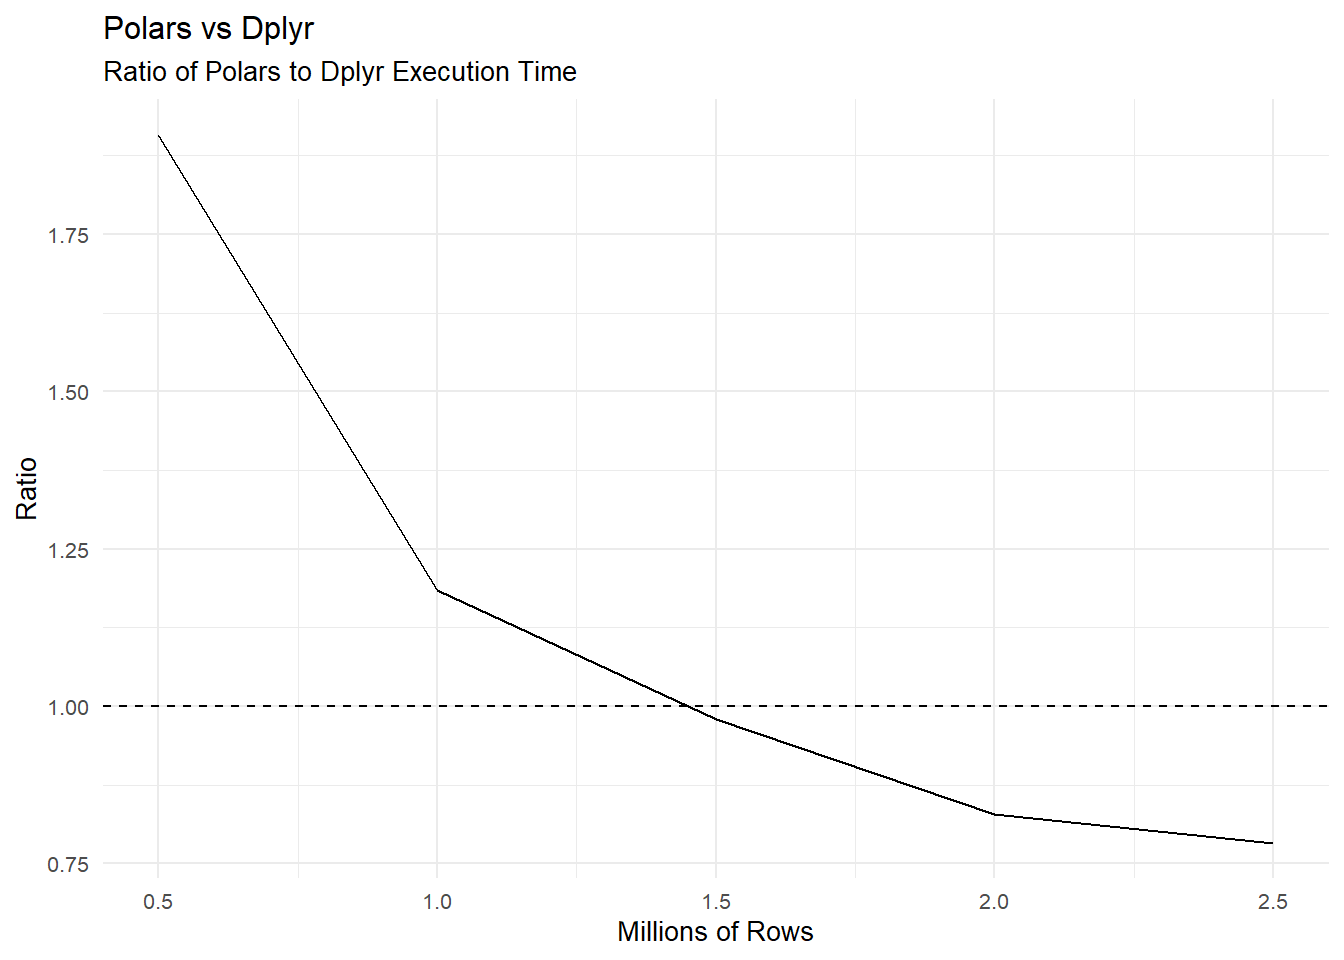 Polars vs Dplyr
Ratio of Polars to Dplyr Execution Time
1.75
1.50
1.25
1.00
0.75
Ratio
0.5 1.0 1.5 2.0 2.5
Millions of Rows